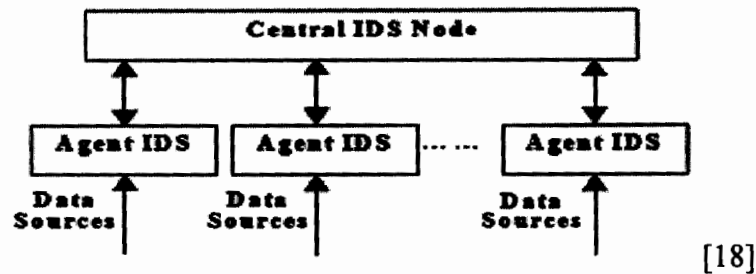 Central IDS Node
Agent IDS Agent IDS ... ... Agent IDS
Data Sources Data Sources Data Sources
[18]